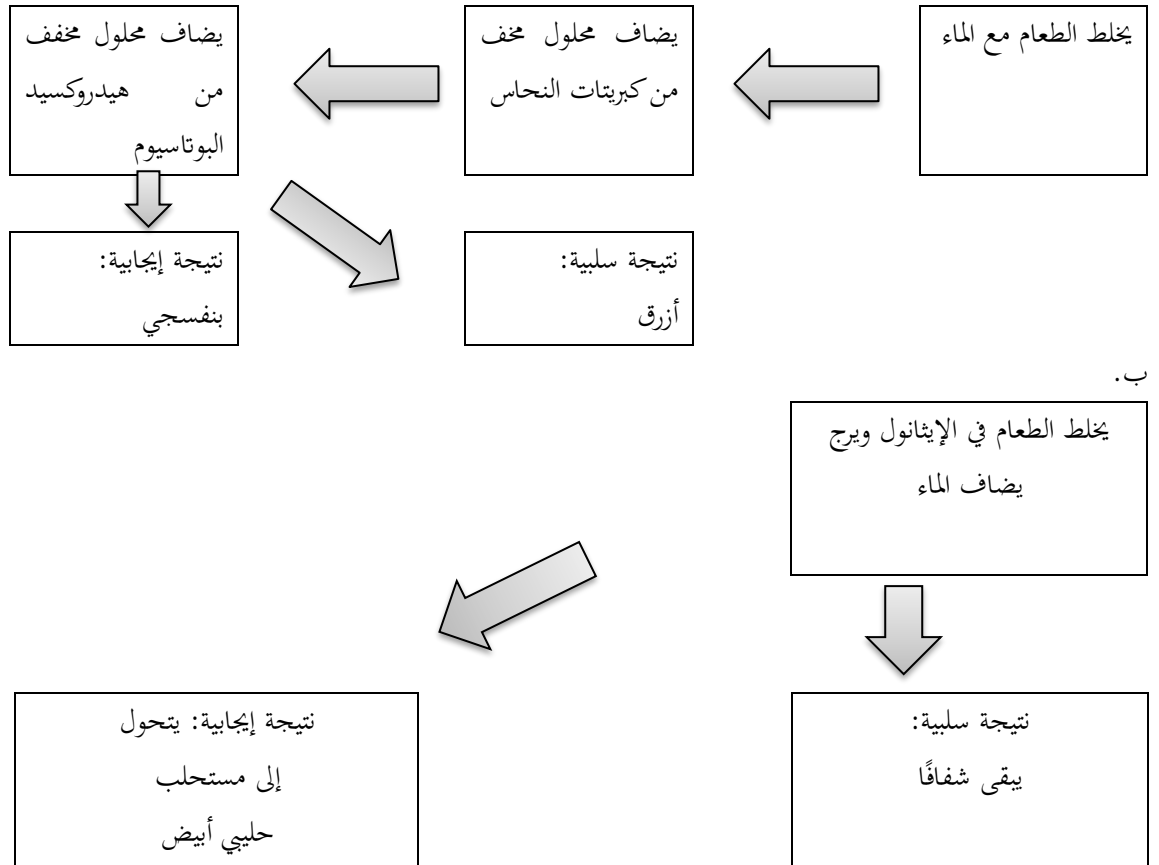 يخلط الطعام مع الماء
يضاف محلول مخف
من كبريتات النحاس
يضاف محلول مخفف
من هيدروكسيد
البوتاسيوم
نتيجة إيجابية:
بنفسجي
نتيجة سلبية:
أزرق
ب.
يخلط الطعام في الإيثانول ويرج
يضاف الماء
نتيجة سلبية:
يبقى شفافًا
نتيجة إيجابية: يتحول
إلى مستحلب
حليبي أبيض